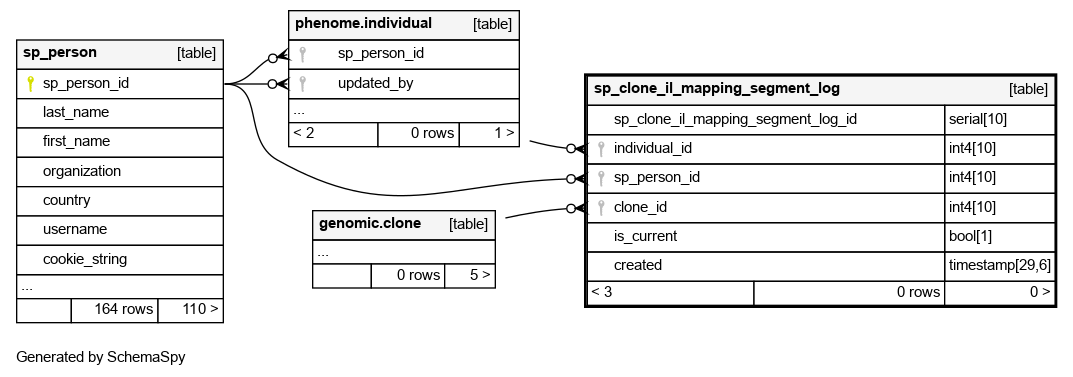 sp_person [table]
sp_person_id
last_name
first_name
organization
country
username
cookie_string
...
164 rows 110 >
phenome.individual [table]
sp_person_id
updated_by
...
< 2 0 rows 1 >
genomic.clone [table]
...
0 rows 5 >
sp_clone_il_mapping_segment_log [table]
sp_clone_il_mapping_segment_log_id serial[10]
individual_id int4[10]
sp_person_id int4[10]
clone_id int4[10]
is_current bool[1]
created timestamp[29,6]
< 3 0 rows 0 >
Generated by SchemaSpy